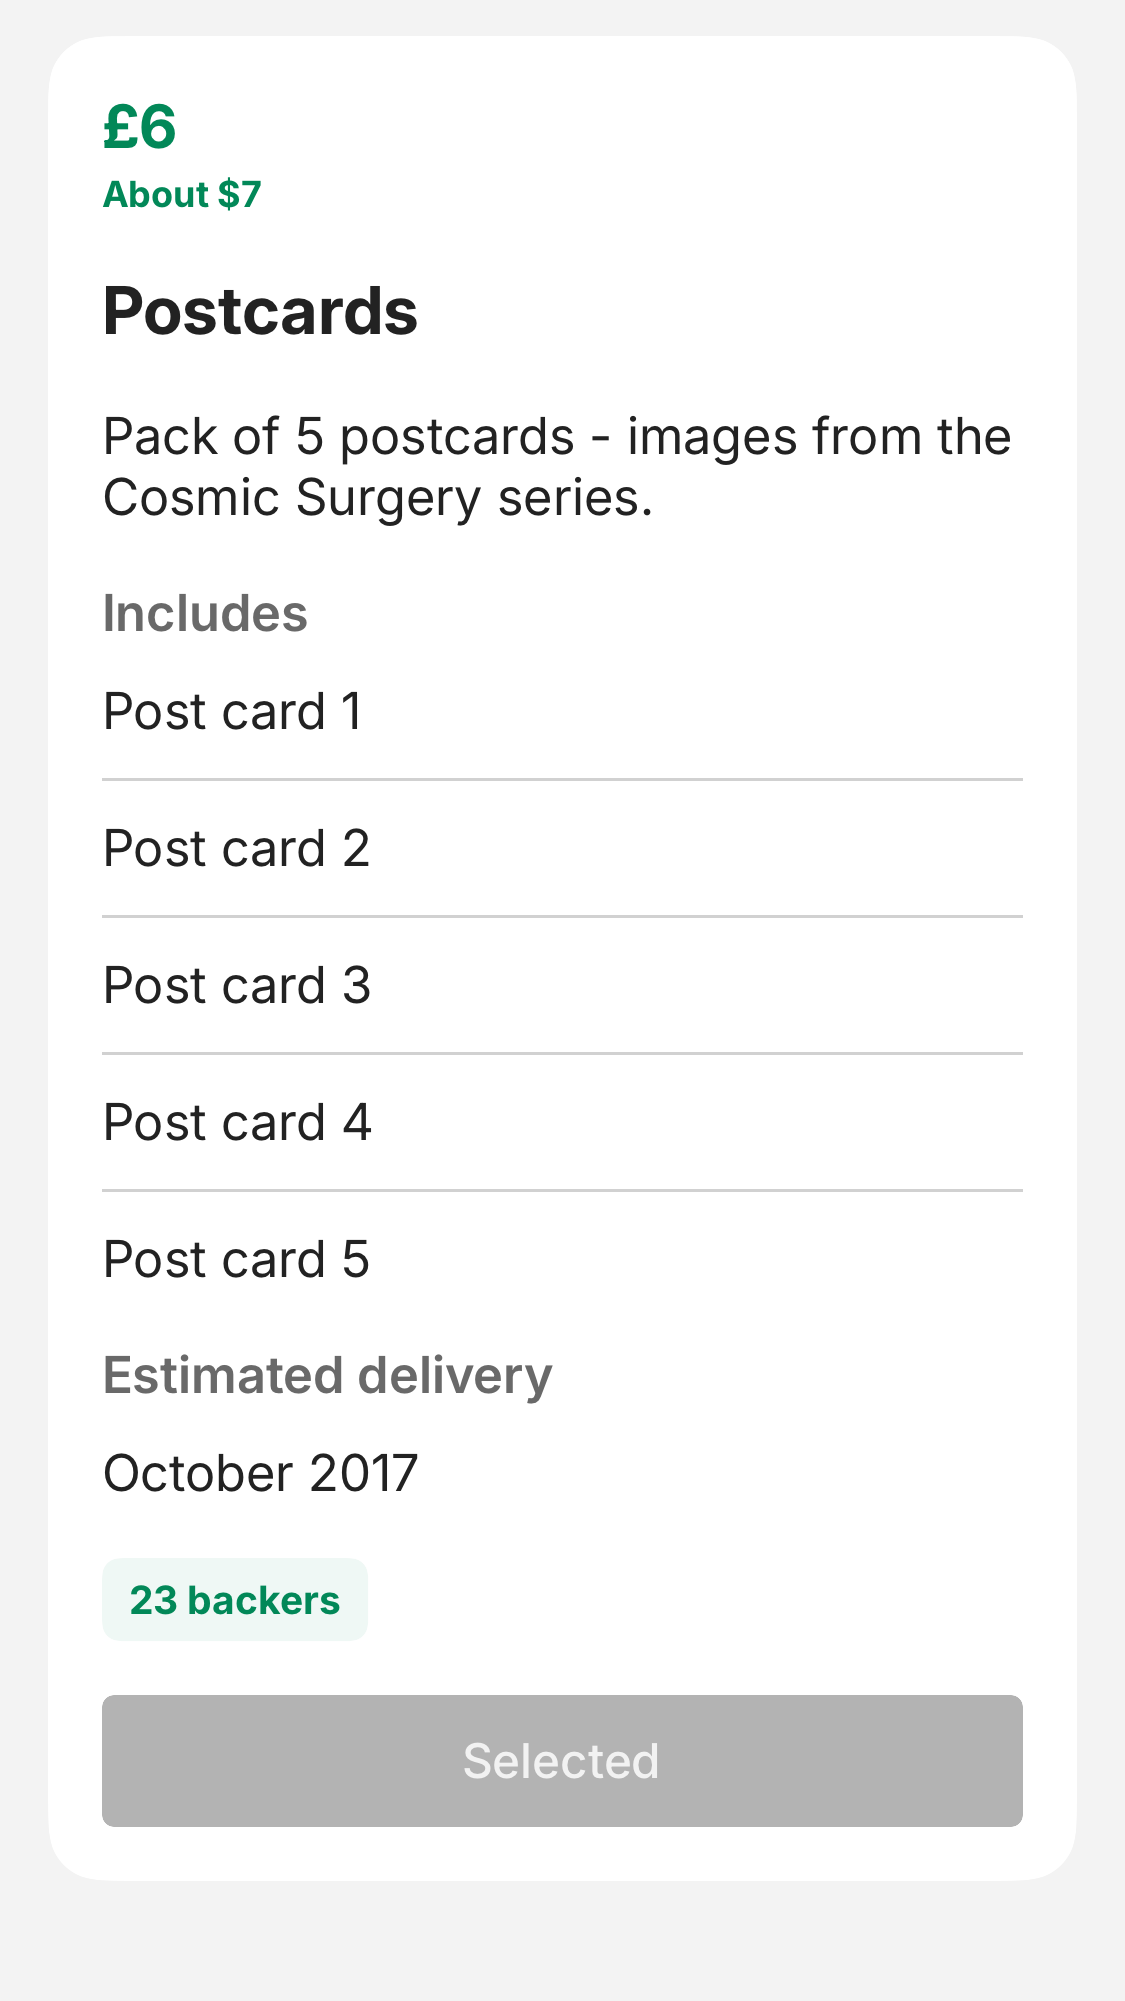 £6
About $7
Postcards
Pack of 5 postcards - images from the
Cosmic Surgery series.
Includes
Post card 1
Post card 2
Post card 3
Post card 4
Post card 5
Estimated delivery
October 2017
23 backers
Selected